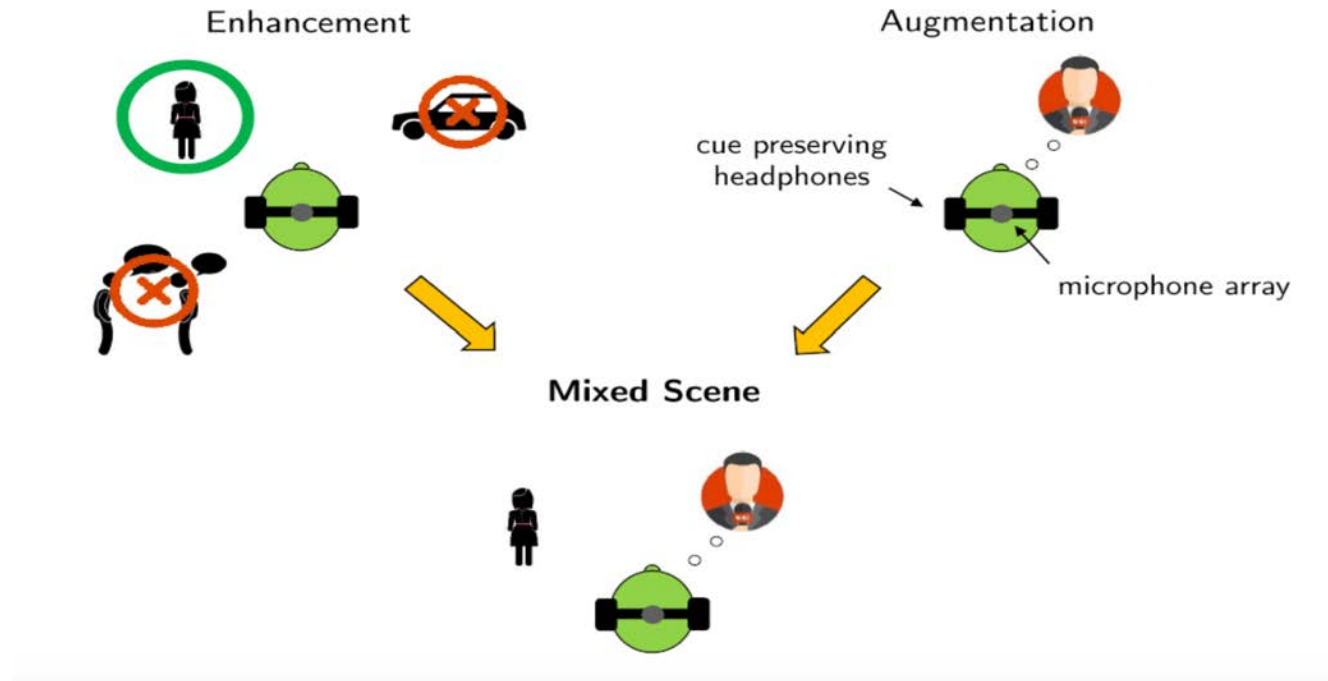 Enhancement
Augmentation
cue preserving
headphones
microphone array
Mixed Scene